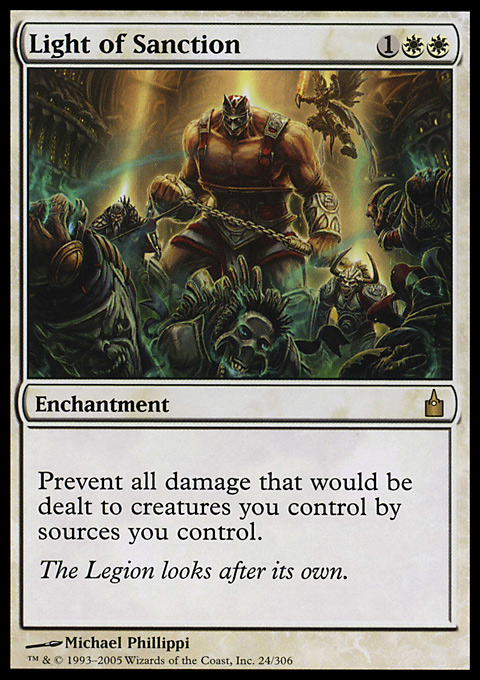 Light of Sanction 1
Enchantment
Prevent all damage that would be
dealt to creatures you control by
sources you control.
The Legion looks after its own.
Michael Phillippi
™ & © 1993–2005 Wizards of the Coast, Inc. 24/306